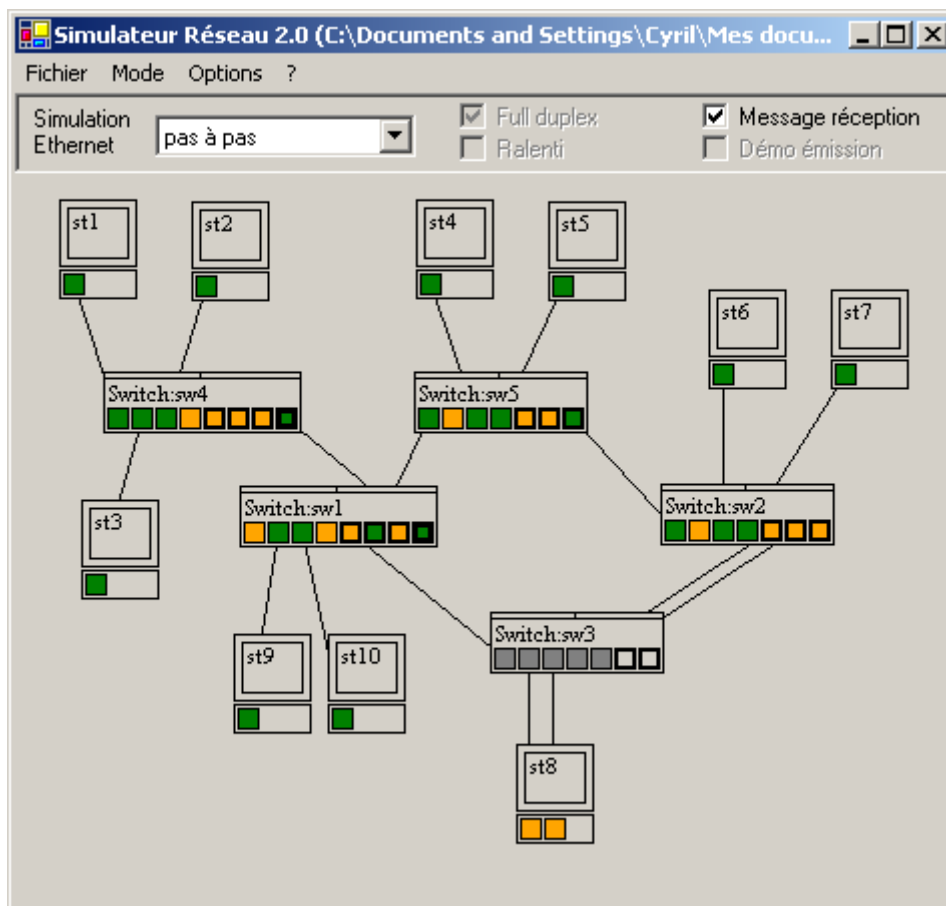 Simulateur Réseau 2.0 (C:\Documents and Settings\Cyril\Mes docu...
Fichier Mode Options ?
Simulation Ethernet
pas à pas
Full duplex
Ralenti
Message réception
Démo émission
st1
st2
st4
st5
st6
st7
Switch:sw4
Switch:sw5
Switch:sw1
Switch:sw2
st3
Switch:sw3
st9
st10
st8